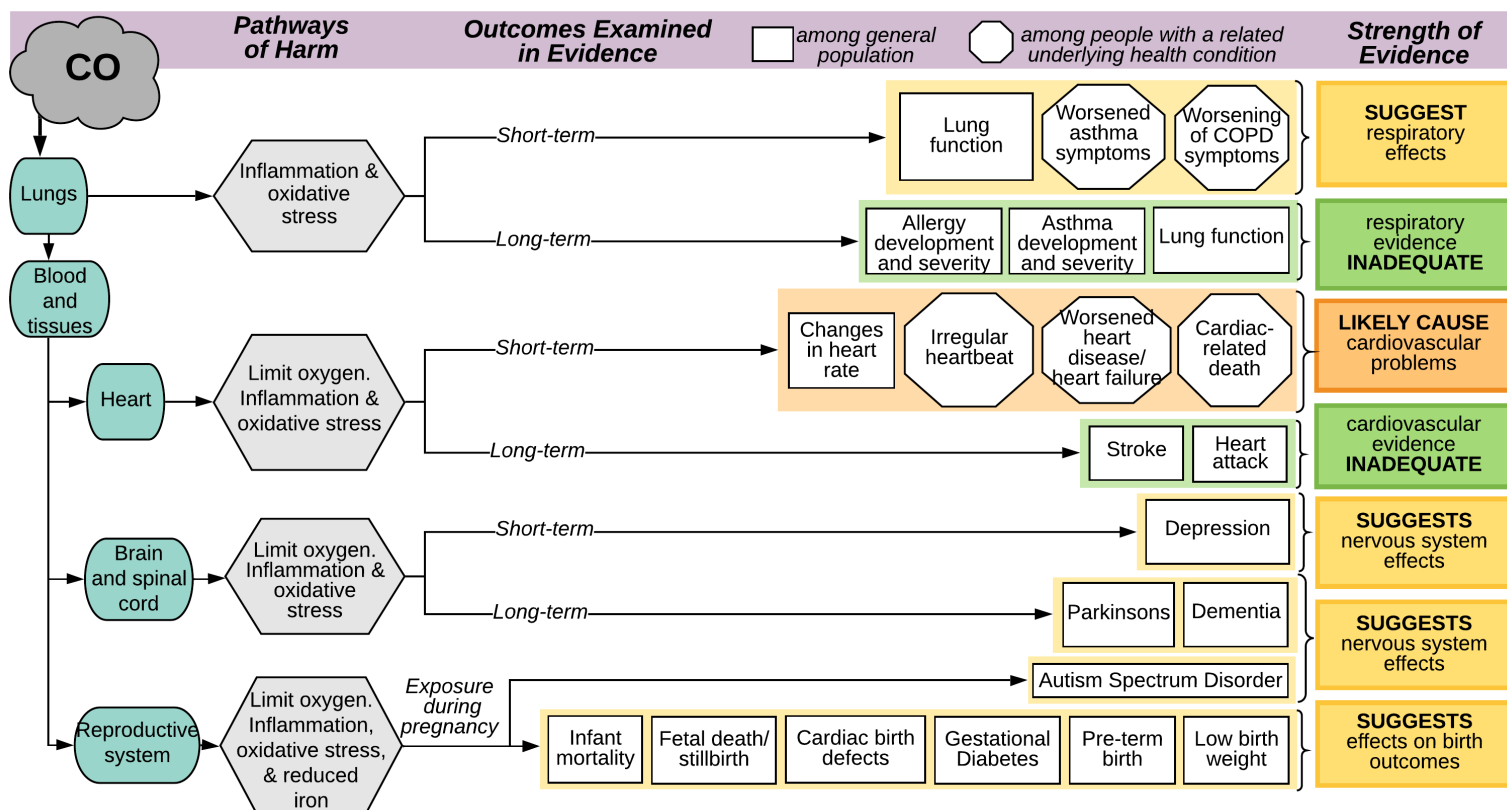 CO
Pathways
of Harm
Outcomes Examined
in Evidence
among general
population
among people with a related
underlying health condition
Strength of
Evidence
Lungs
Inflammation &
oxidative
stress
Short-term
Lung
function
Worsened
asthma
symptoms
Worsening
of COPD
symptoms
SUGGEST
respiratory
effects
Long-term
Allergy
development
and severity
Asthma
development
and severity
Lung function
respiratory
evidence
INADEQUATE
Blood
and
tissues
Heart
Limit oxygen.
Inflammation &
oxidative stress
Short-term
Changes
in heart
rate
Irregular
heartbeat
Worsened
heart
disease/
heart failure
Cardiac-
related
death
LIKELY CAUSE
cardiovascular
problems
Long-term
Stroke
Heart
attack
cardiovascular
evidence
INADEQUATE
Brain
and spinal
cord
Limit oxygen.
Inflammation &
oxidative
stress
Short-term
Depression
SUGGESTS
nervous system
effects
Long-term
Parkinsons
Dementia
SUGGESTS
nervous system
effects
Reproductive
system
Limit oxygen.
Inflammation,
oxidative stress,
& reduced
iron
Exposure
during
pregnancy
Autism Spectrum Disorder
Infant
mortality
Fetal death/
stillbirth
Cardiac birth
defects
Gestational
Diabetes
Pre-term
birth
Low birth
weight
SUGGESTS
effects on birth
outcomes